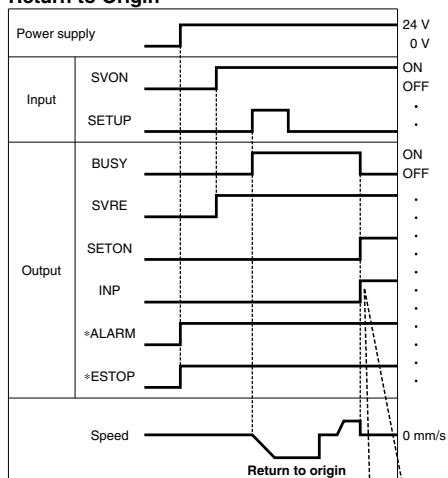 Return to Origin
Power supply
24 V
0 V
Input
SVON
ON
OFF
SETUP
Output
BUSY
ON
OFF
SVRE
SETON
INP
*ALARM
*ESTOP
Speed
0 mm/s
Return to origin